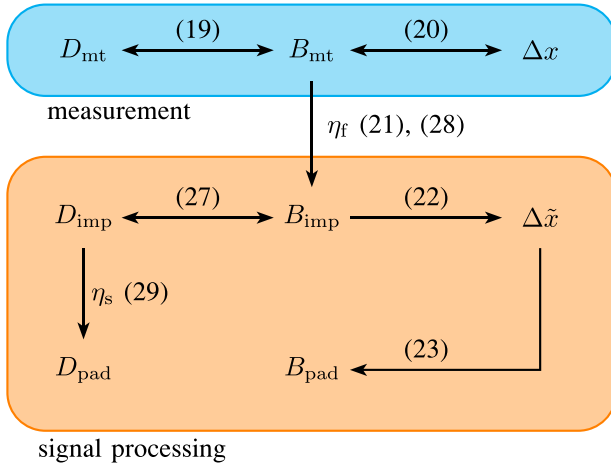 (19) (20)
D_mt B_mt Δx
measurement
η_f (21), (28)
(27) (22)
D_imp B_imp Δx̃
η_s (29)
(23)
D_pad B_pad
signal processing